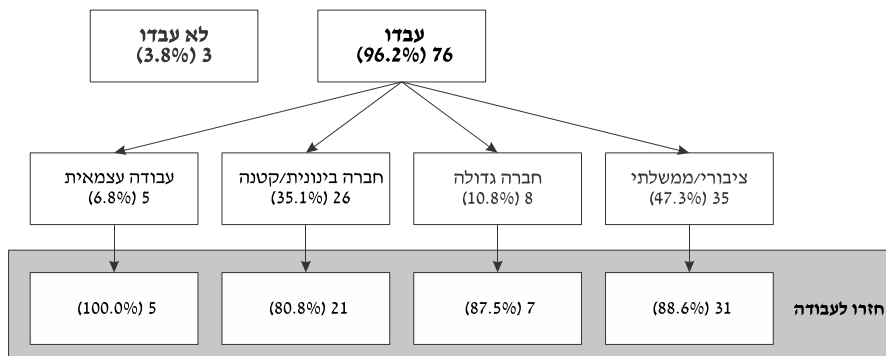 עבדו
76 (96.2%)
לא עבדו
3 (3.8%)
ציבורי/ממשלתי
35 (47.3%)
חברה גדולה
8 (10.8%)
חברה בינונית/קטנה
26 (35.1%)
עבודה עצמאית
5 (6.8%)
חזרו לעבודה
31 (88.6%)
7 (87.5%)
21 (80.8%)
5 (100.0%)